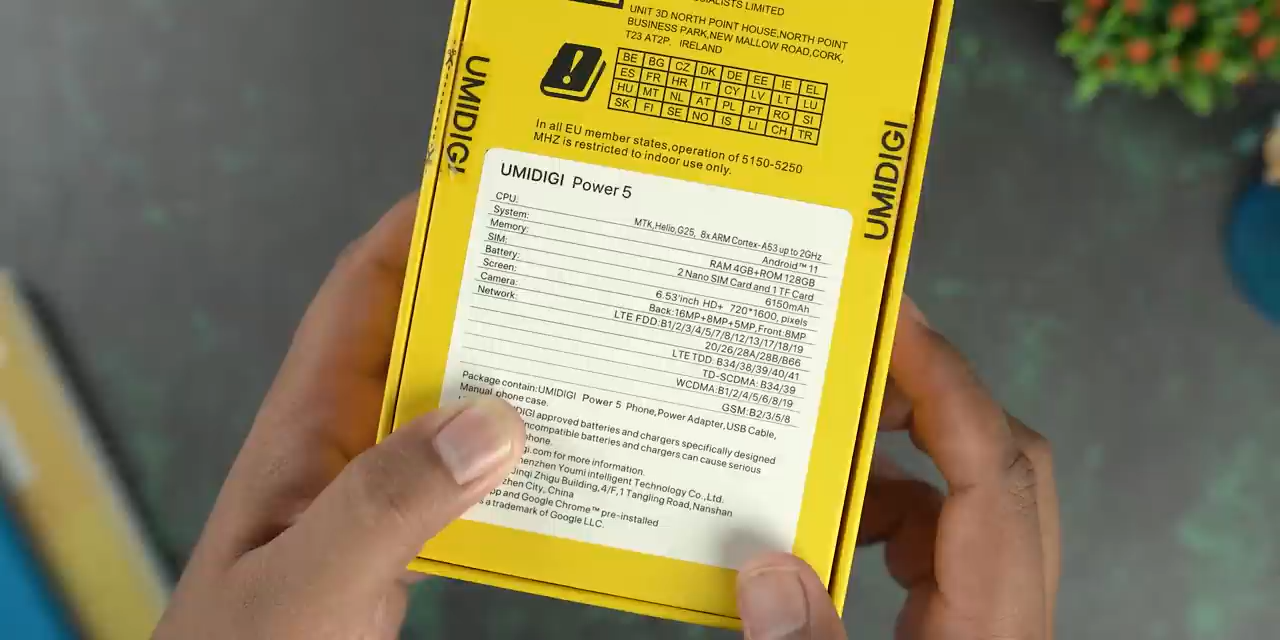 IALISTS LIMITED
UNIT 3D NORTH POINT HOUSE,NORTH POINT
BUSINESS PARK,NEW MALLOW ROAD,CORK,
T23 AT2P, IRELAND
BE BG CZ DK DE EE IE EL
ES FR HR IT CY LV LT LU
HU MT NL AT PL PT RO SI
SK FI SE NO IS LI CH TR
In all EU member states,operation of 5150-5250
MHZ is restricted to indoor use only.
UMIDIGI
UMIDIGI
UMIDIGI Power 5
CPU: MTK,Helio,G25, 8x ARM Cortex-A53 up to 2GHz
System: Android™ 11
Memory: RAM 4GB+ROM 128GB
SIM: 2 Nano SIM Card and 1 TF Card
Battery: 6150mAh
Screen: 6.53'inch HD+ 720*1600, pixels
Camera: Back:16MP+8MP+5MP,Front:8MP
Network: LTE FDD:B1/2/3/4/5/7/8/12/13/17/18/19
20/26/28A/28B/B66
LTE TDD: B34/38/39/40/41
TD-SCDMA: B34/39
WCDMA:B1/2/4/5/6/8/19
GSM:B2/3/5/8
Package contain:UMIDIGI Power 5 Phone,Power Adapter,USB Cable,
Manual,phone case.
approved batteries and chargers specifically designed
incompatible batteries and chargers can cause serious
phone.
for more information.
Youmi intelligent Technology Co.,Ltd.
Zhigu Building,4/F,1 Tangling Road,Nanshan
City, China
and Google Chrome™ pre-installed
a trademark of Google LLC.